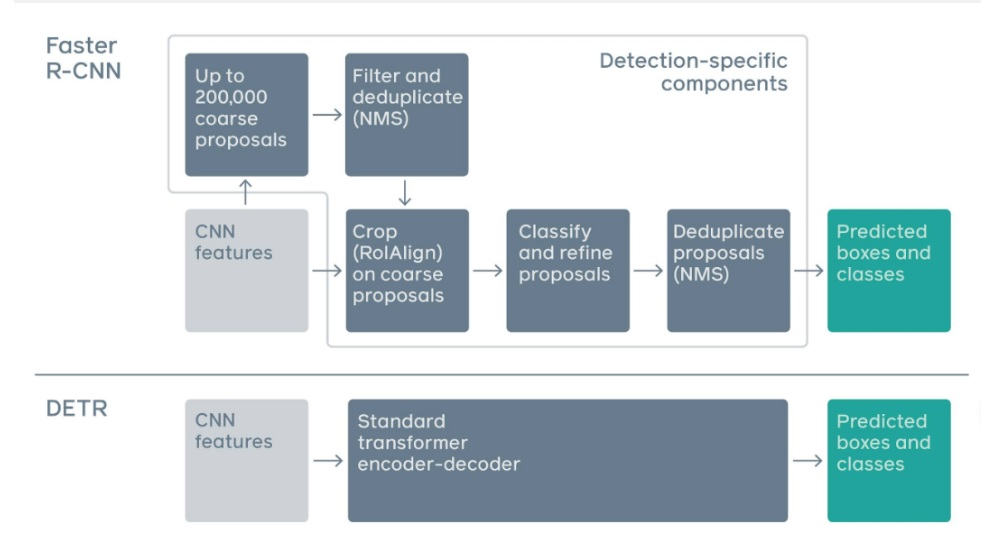 Faster
R-CNN
Detection-specific
components
Up to
200,000
coarse
proposals
Filter and
deduplicate
(NMS)
CNN
features
Crop
(RoIAlign)
on coarse
proposals
Classify
and refine
proposals
Deduplicate
proposals
(NMS)
Predicted
boxes and
classes
DETR
CNN
features
Standard
transformer
encoder-decoder
Predicted
boxes and
classes